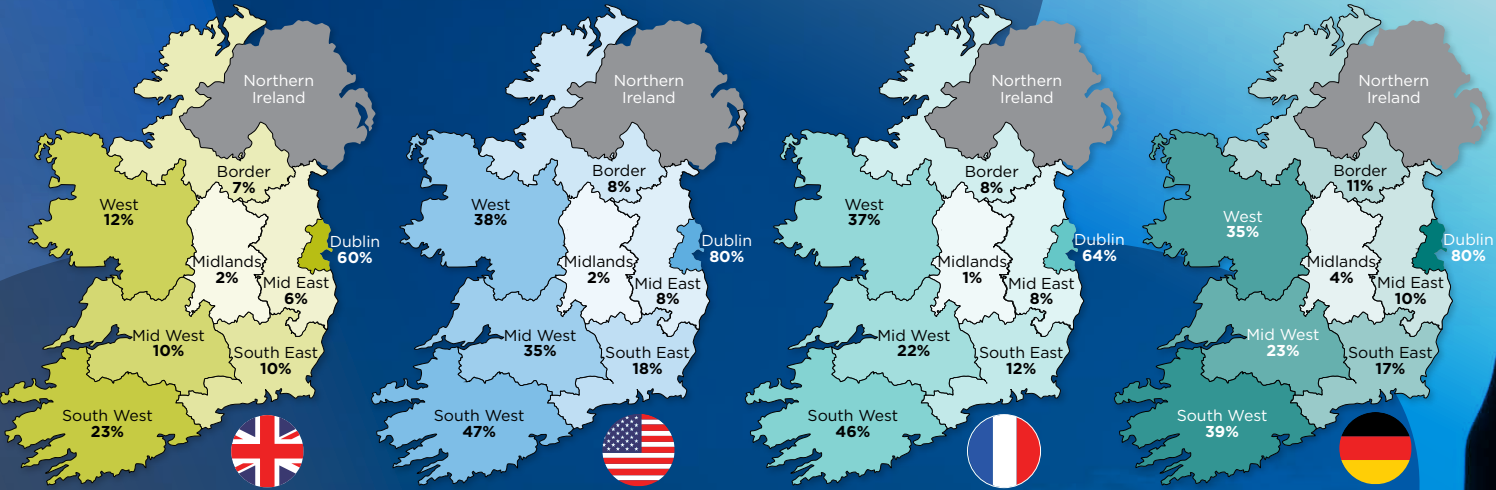 Northern
Ireland
Border
7%
West
12%
Dublin
60%
Midlands
2%
Mid East
6%
Mid West
10%
South East
10%
South West
23%
Northern
Ireland
Border
8%
West
38%
Dublin
80%
Midlands
2%
Mid East
8%
Mid West
35%
South East
18%
South West
47%
Northern
Ireland
Border
8%
West
37%
Dublin
64%
Midlands
1%
Mid East
8%
Mid West
22%
South East
12%
South West
46%
Northern
Ireland
Border
11%
West
35%
Dublin
80%
Midlands
4%
Mid East
10%
Mid West
23%
South East
17%
South West
39%